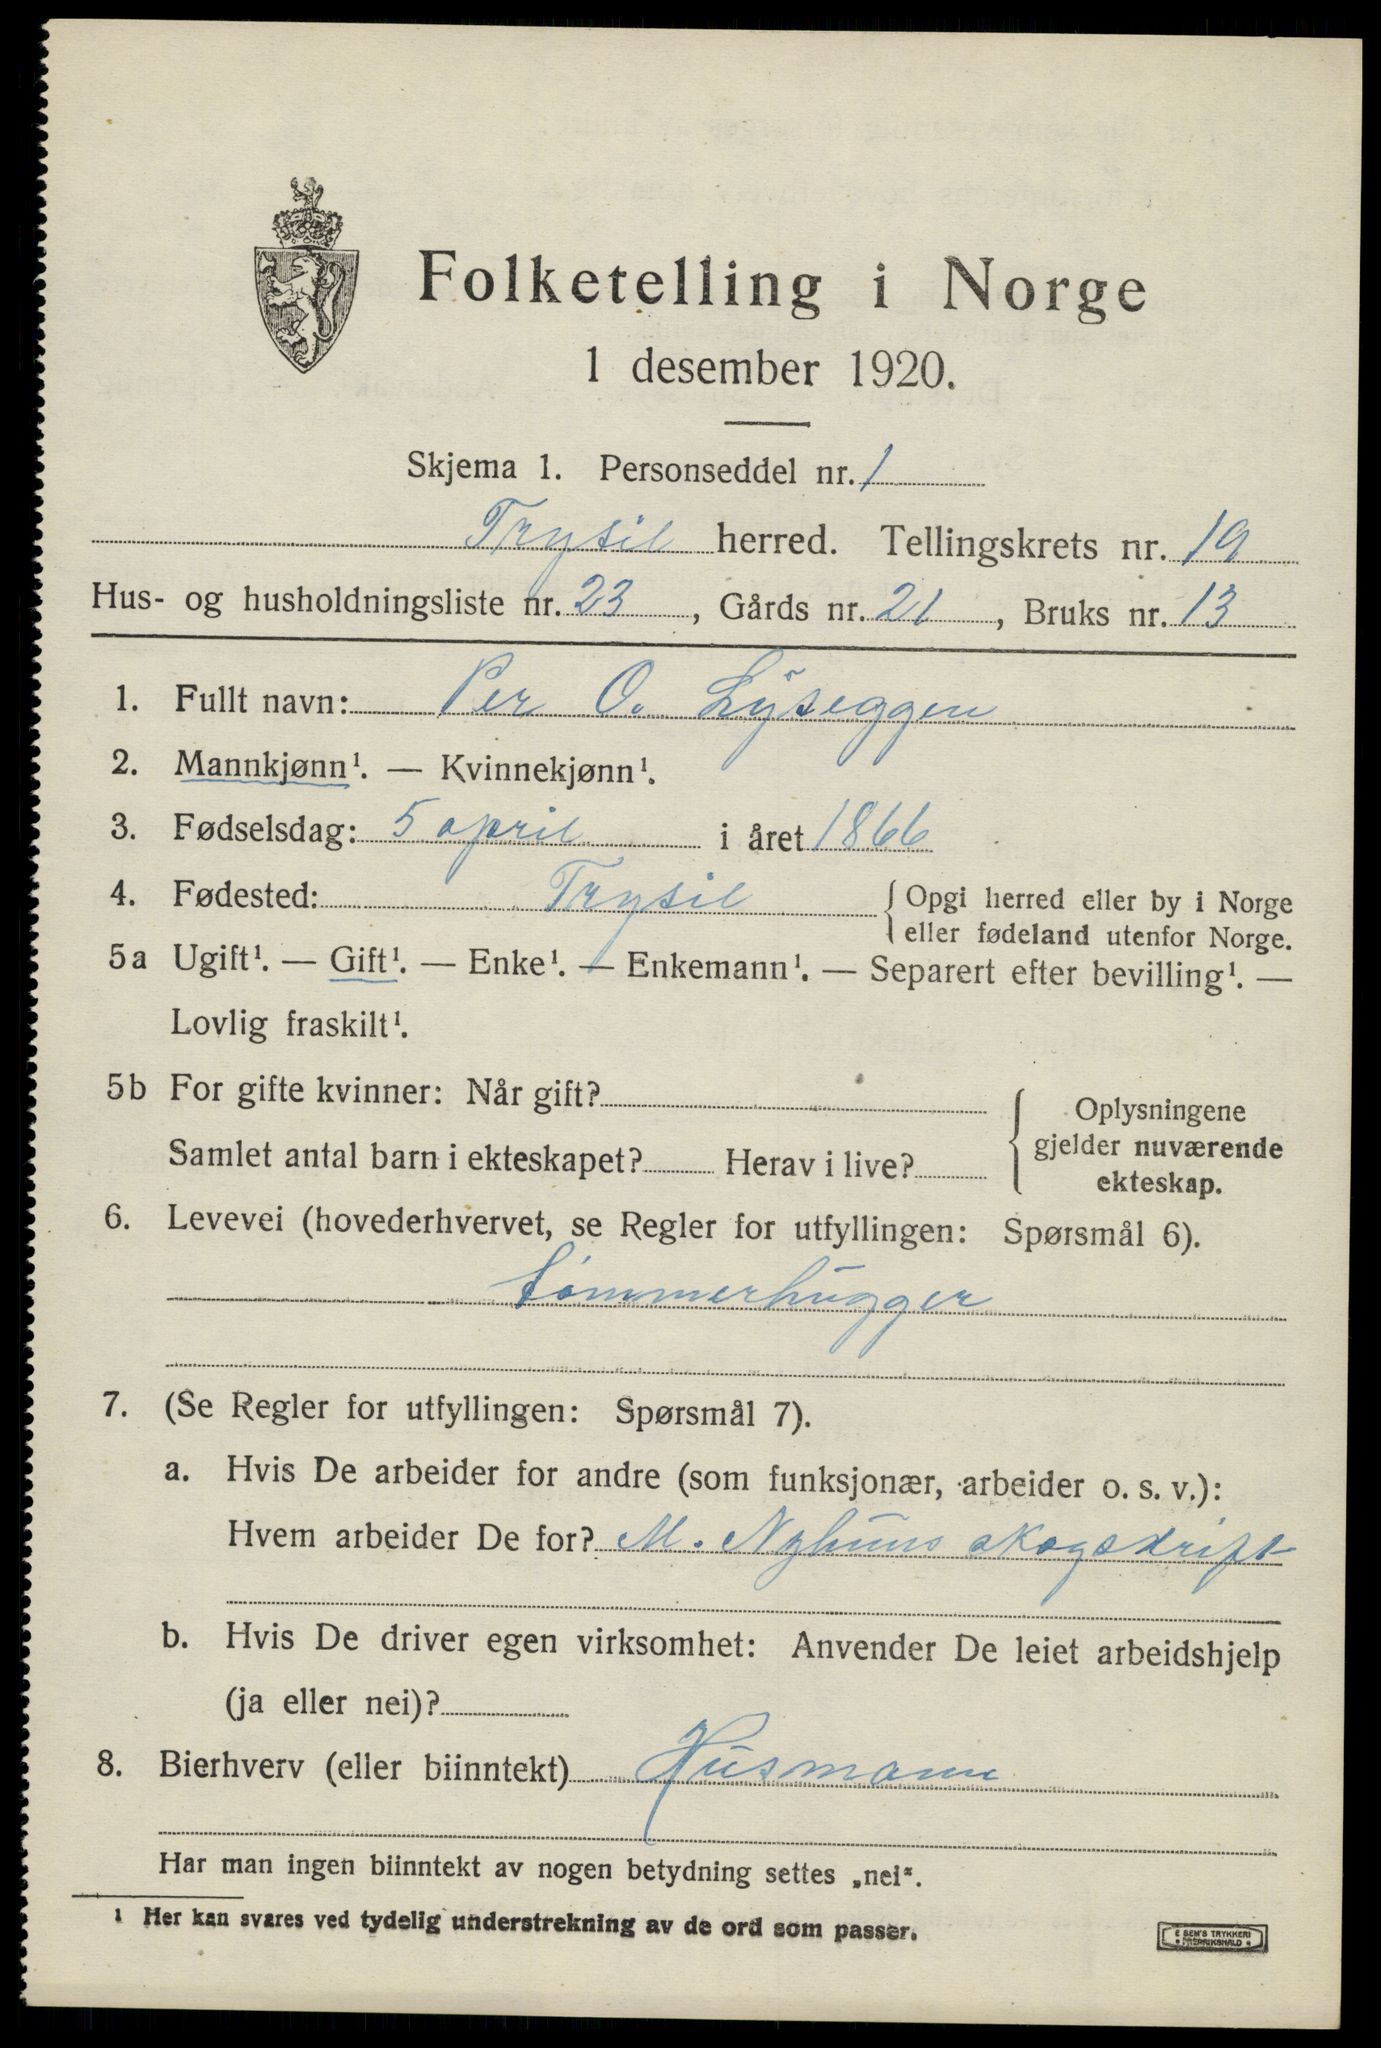 Folketelling i Norge
1 desember 1920.
Skjema 1. Personseddel nr. 1
Trysil herred. Tellingskrets nr. 19
Hus- og husholdningsliste nr. 23, Gårds nr. 21, Bruks nr. 13
1. Fullt navn: Per O. Lyseggen
2. Mannkjønn¹. — Kvinnekjønn¹.
3. Fødselsdag: 5 april i året 1866
4. Fødested: Trysil { Opgi herred eller by i Norge
eller fødeland utenfor Norge.
5a Ugift¹. — Gift¹. — Enke¹. — Enkemann¹. — Separert efter bevilling¹. —
Lovlig fraskilt¹.
5b For gifte kvinner: Når gift?
Samlet antal barn i ekteskapet? Herav i live?
{ Oplysningene
gjelder nuværende
ekteskap.
6. Levevei (hovederhvervet, se Regler for utfyllingen: Spørsmål 6).
Tømmerhugger
7. (Se Regler for utfyllingen: Spørsmål 7).
a. Hvis De arbeider for andre (som funksjonær, arbeider o. s. v.):
Hvem arbeider De for? M. Nyhuus skogsdrift
b. Hvis De driver egen virksomhet: Anvender De leiet arbeidshjelp
(ja eller nei)?
8. Bierhverv (eller biinntekt) Husmann
Har man ingen biinntekt av nogen betydning settes „nei“.
¹ Her kan svares ved tydelig understrekning av de ord som passer.
E SEM'S TRYKKERI
FREDRIKSHALD